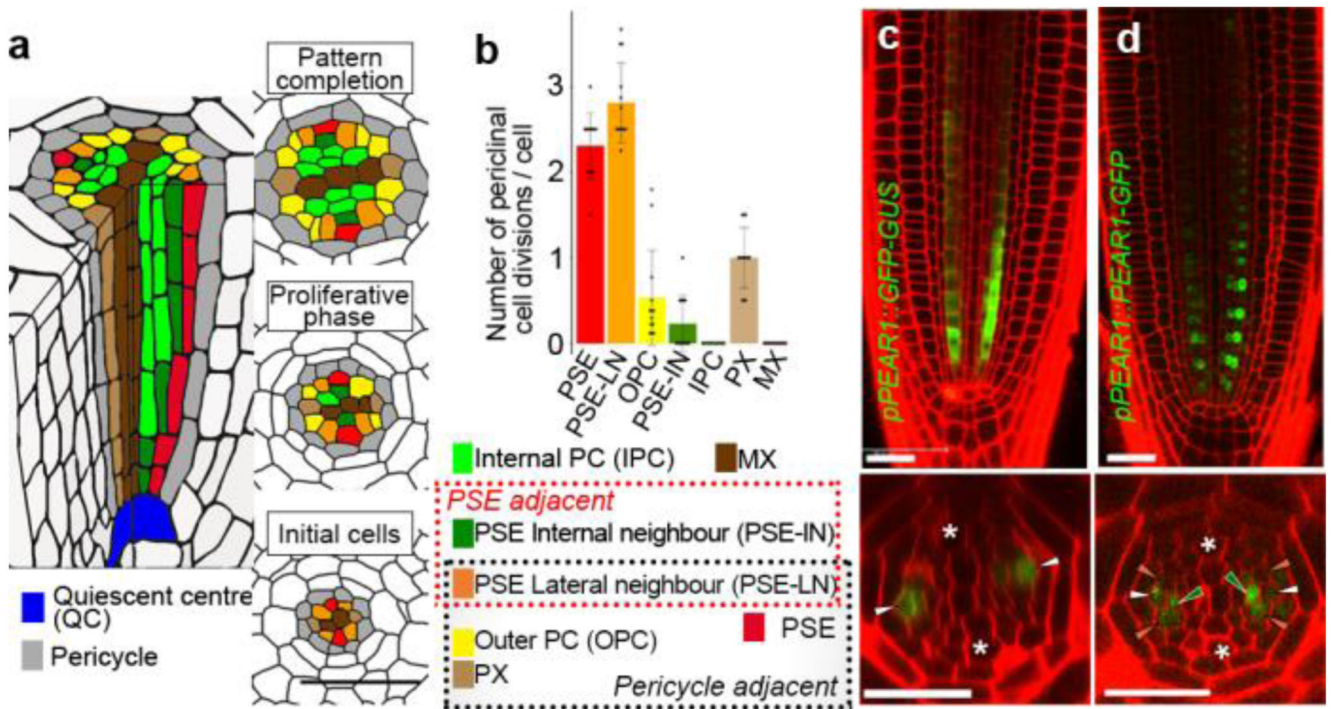 a
Pattern
completion
Proliferative
phase
Initial cells
Quiescent centre
(QC)
Pericycle
b
Number of periclinal
cell divisions / cell
3
2
1
0
PSE
PSE-LN
OPC
PSE-IN
IPC
PX
MX
Internal PC (IPC)
MX
PSE adjacent
PSE Internal neighbour (PSE-IN)
PSE Lateral neighbour (PSE-LN)
Outer PC (OPC)
PSE
PX
Pericycle adjacent
c
pPEAR1::GFP-GUS
*
*
d
pPEAR1::PEAR1-GFP
*
*